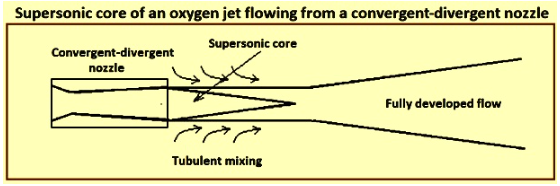 Supersonic core of an oxygen jet flowing from a convergent-divergent nozzle
Convergent-divergent
nozzle
Supersonic core
Fully developed flow
Tubulent mixing